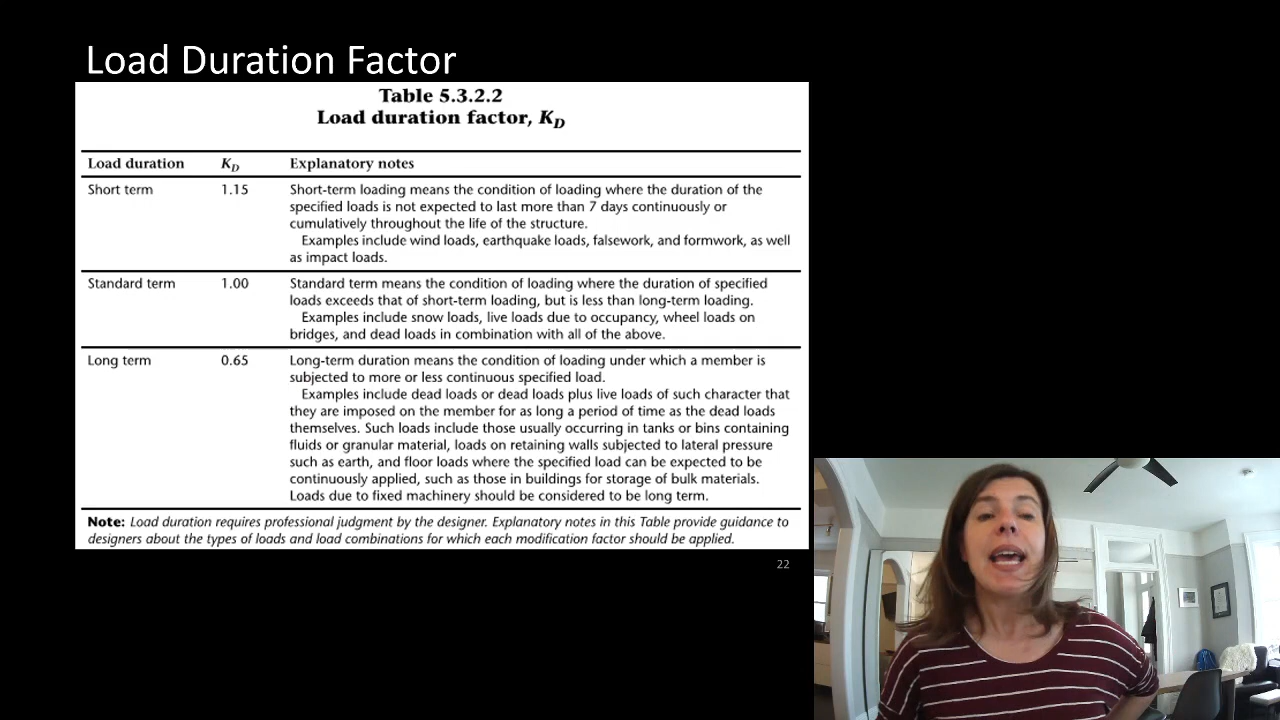 Load Duration Factor
Table 5.3.2.2
Load duration factor, K_D
Load duration K_D Explanatory notes
Short term 1.15 Short-term loading means the condition of loading where the duration of the
specified loads is not expected to last more than 7 days continuously or
cumulatively throughout the life of the structure.
Examples include wind loads, earthquake loads, falsework, and formwork, as well
as impact loads.
Standard term 1.00 Standard term means the condition of loading where the duration of specified
loads exceeds that of short-term loading, but is less than long-term loading.
Examples include snow loads, live loads due to occupancy, wheel loads on
bridges, and dead loads in combination with all of the above.
Long term 0.65 Long-term duration means the condition of loading under which a member is
subjected to more or less continuous specified load.
Examples include dead loads or dead loads plus live loads of such character that
they are imposed on the member for as long a period of time as the dead loads
themselves. Such loads include those usually occurring in tanks or bins containing
fluids or granular material, loads on retaining walls subjected to lateral pressure
such as earth, and floor loads where the specified load can be expected to be
continuously applied, such as those in buildings for storage of bulk materials.
Loads due to fixed machinery should be considered to be long term.
Note: Load duration requires professional judgment by the designer. Explanatory notes in this Table provide guidance to
designers about the types of loads and load combinations for which each modification factor should be applied.
22